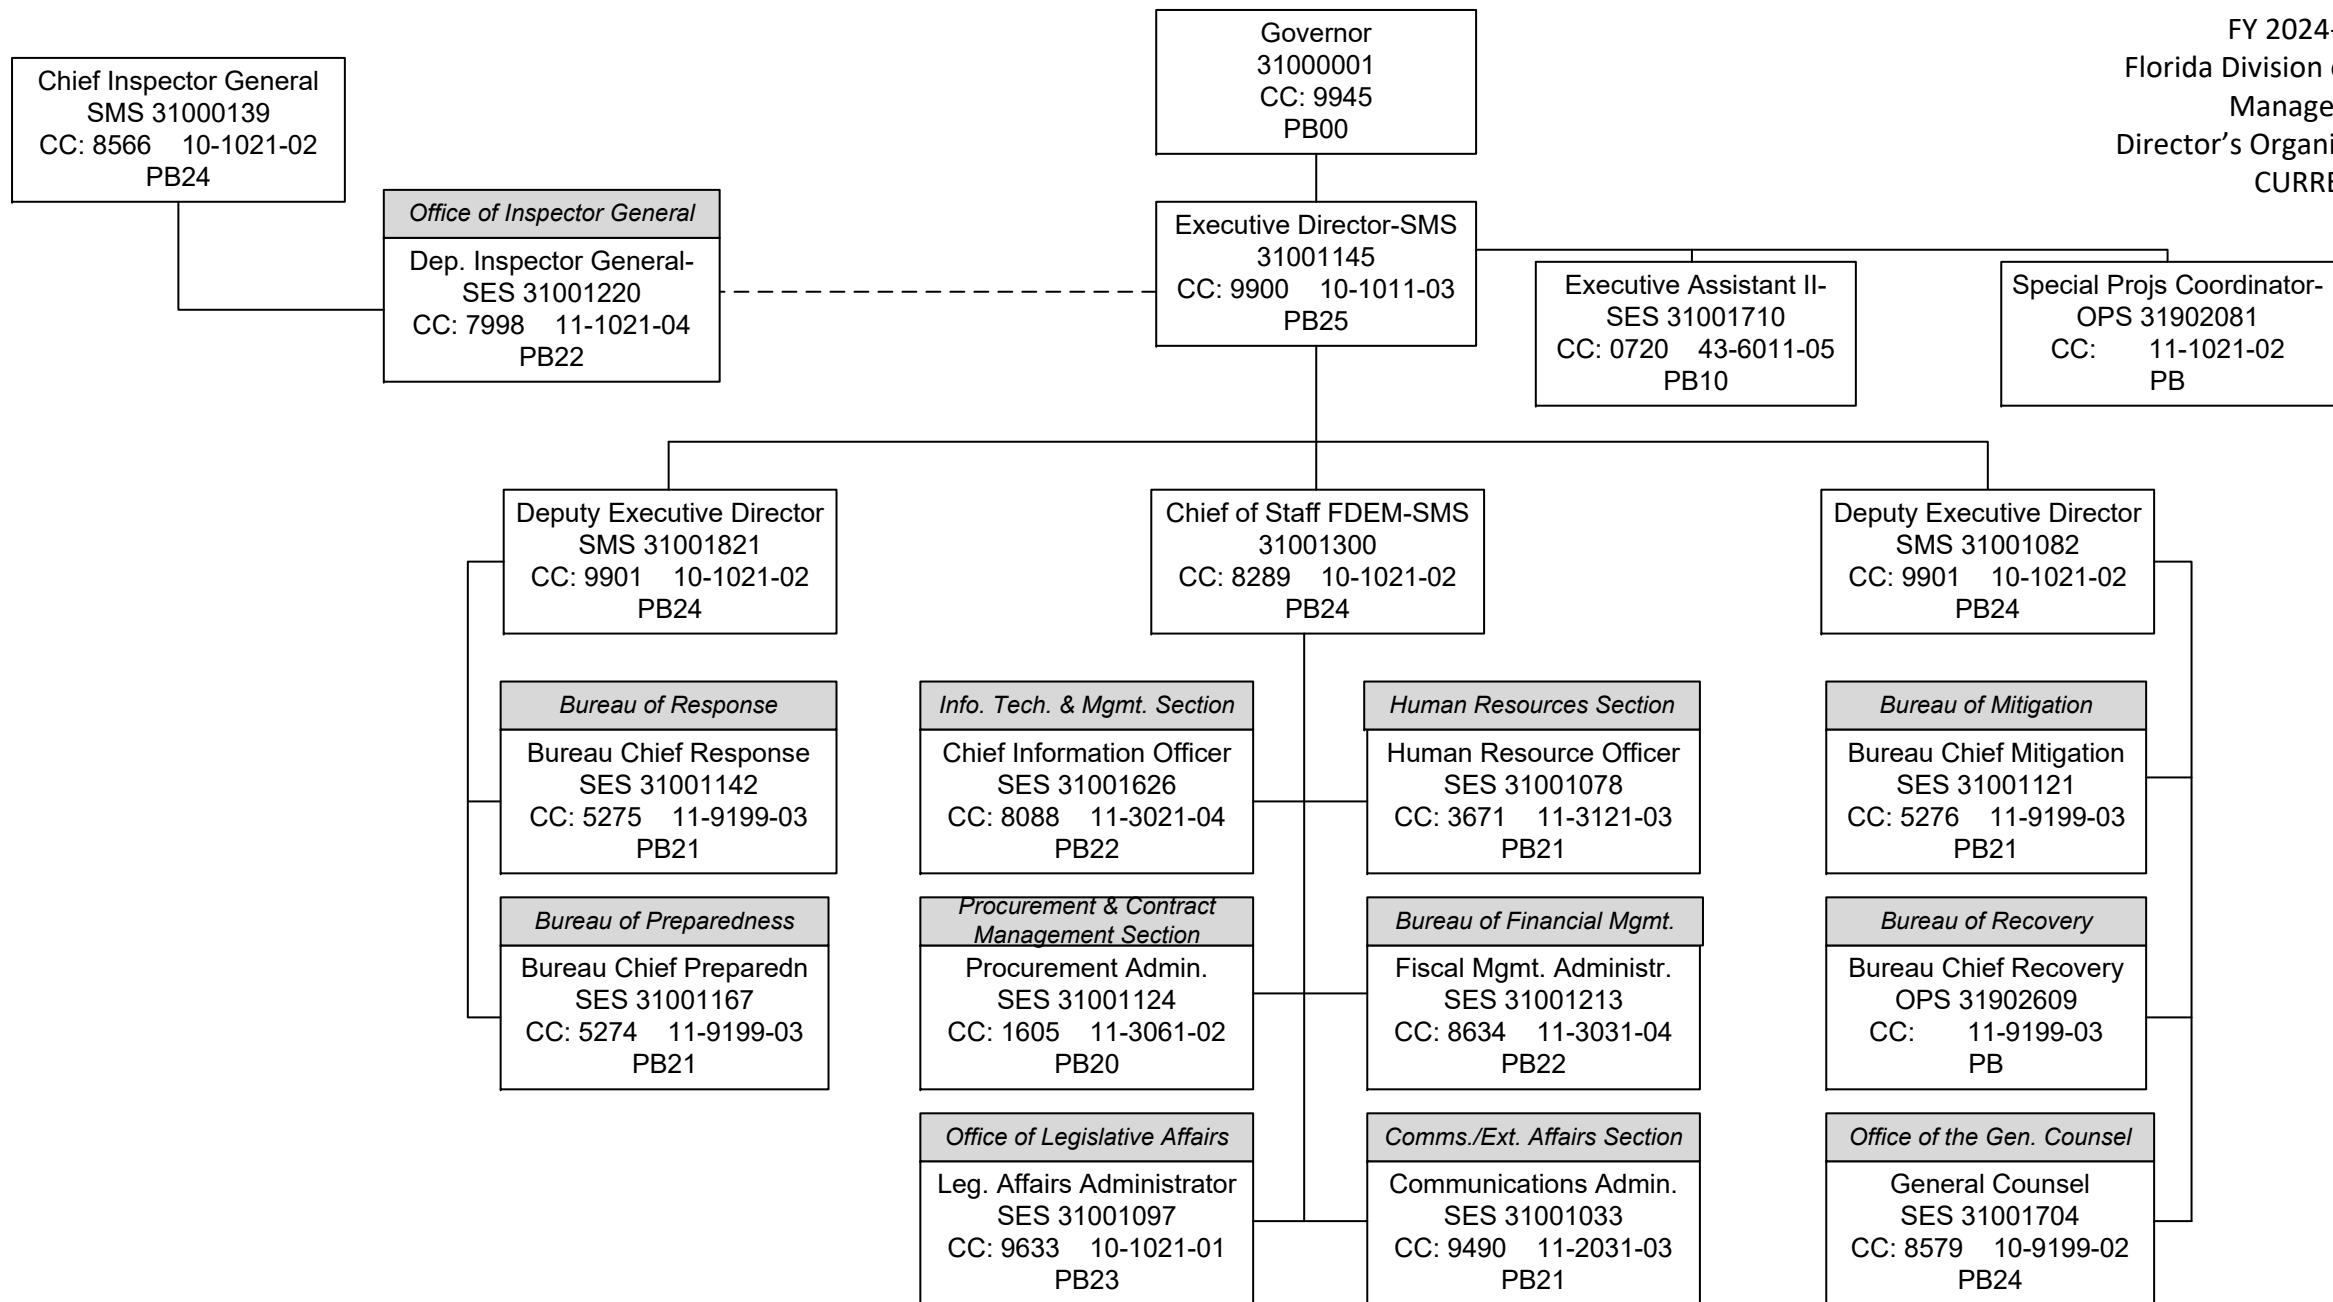 FY 2024-
Florida Division
Manage
Director's Organi
CURRE
Governor
31000001
CC: 9945
PB00
Chief Inspector General
SMS 31000139
CC: 8566 10-1021-02
PB24
Office of Inspector General
Dep. Inspector General-
SES 31001220
CC: 7998 11-1021-04
PB22
Executive Director-SMS
31001145
CC: 9900 10-1011-03
PB25
Executive Assistant II-
SES 31001710
CC: 0720 43-6011-05
PB10
Special Projs Coordinator-
OPS 31902081
CC: 11-1021-02
PB
Deputy Executive Director
SMS 31001821
CC: 9901 10-1021-02
PB24
Chief of Staff FDEM-SMS
31001300
CC: 8289 10-1021-02
PB24
Deputy Executive Director
SMS 31001082
CC: 9901 10-1021-02
PB24
Bureau of Response
Bureau Chief Response
SES 31001142
CC: 5275 11-9199-03
PB21
Info. Tech. & Mgmt. Section
Chief Information Officer
SES 31001626
CC: 8088 11-3021-04
PB22
Human Resources Section
Human Resource Officer
SES 31001078
CC: 3671 11-3121-03
PB21
Bureau of Mitigation
Bureau Chief Mitigation
SES 31001121
CC: 5276 11-9199-03
PB21
Bureau of Preparedness
Bureau Chief Preparedn
SES 31001167
CC: 5274 11-9199-03
PB21
Procurement & Contract
Management Section
Procurement Admin.
SES 31001124
CC: 1605 11-3061-02
PB20
Bureau of Financial Mgmt.
Fiscal Mgmt. Administr.
SES 31001213
CC: 8634 11-3031-04
PB22
Bureau of Recovery
Bureau Chief Recovery
OPS 31902609
CC: 11-9199-03
PB
Office of Legislative Affairs
Leg. Affairs Administrator
SES 31001097
CC: 9633 10-1021-01
PB23
Comms./Ext. Affairs Section
Communications Admin.
SES 31001033
CC: 9490 11-2031-03
PB21
Office of the Gen. Counsel
General Counsel
SES 31001704
CC: 8579 10-9199-02
PB24